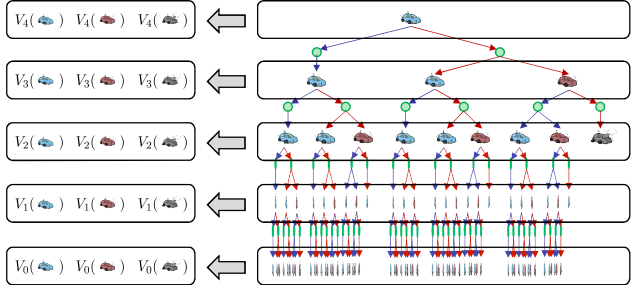 V4( ) V4( ) V4( )
V3( ) V3( ) V3( )
V2( ) V2( ) V2( )
V1( ) V1( ) V1( )
V0( ) V0( ) V0( )